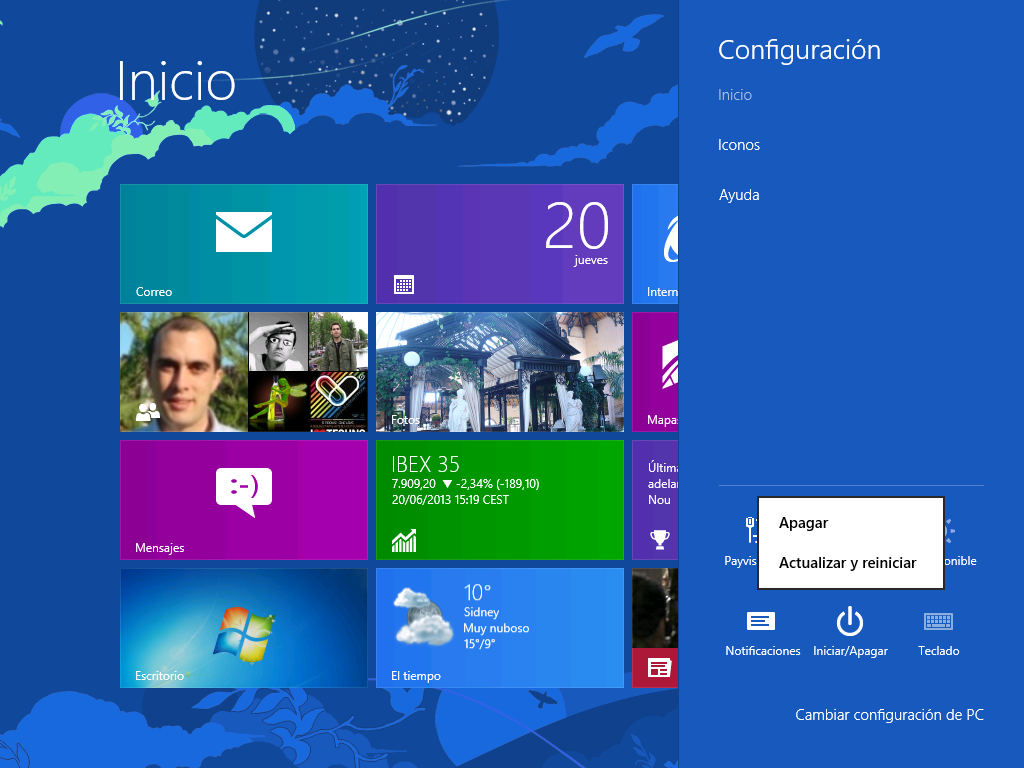 Inicio
Correo
20
jueves
Intern
Fotos
Mapas
Mensajes
:-)
IBEX 35
7.909,20 ▼ -2,34% (-189,10)
20/06/2013 15:19 CEST
Última
adelan
Nou
Escritorio
10°
Sidney
Muy nuboso
15°/9°
El tiempo
Configuración
Inicio
Iconos
Ayuda
Apagar
Actualizar y reiniciar
Payvis
onible
Notificaciones
Iniciar/Apagar
Teclado
Cambiar configuración de PC